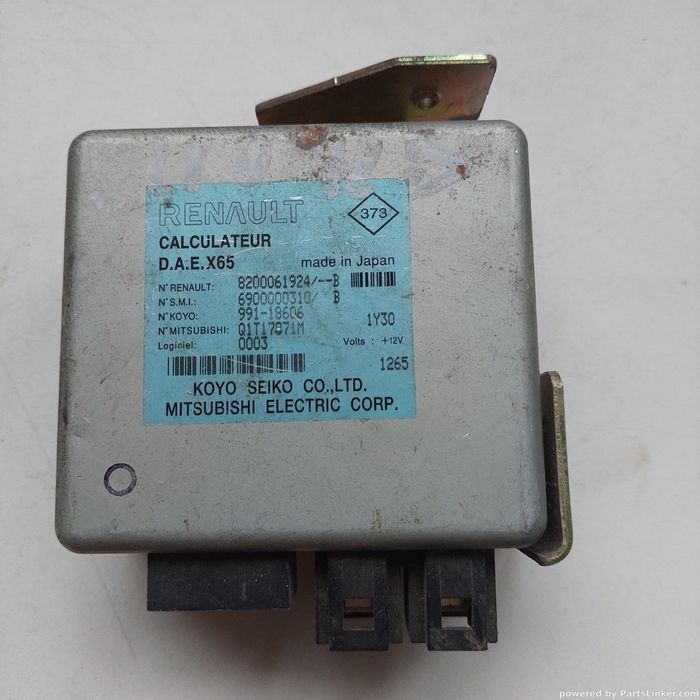 RENAULT
373
CALCULATEUR
D.A.E.X65 made in Japan
N° RENAULT: 8200061924/--B
N° S.M.I.: 6900000310/ B
N° KOYO: 991-18606 1Y30
N° MITSUBISHI: Q1T17071M
Logiciel: 0003 Volts : +12V
1265
KOYO SEIKO CO.,LTD.
MITSUBISHI ELECTRIC CORP.
powered by PartsLinker.com